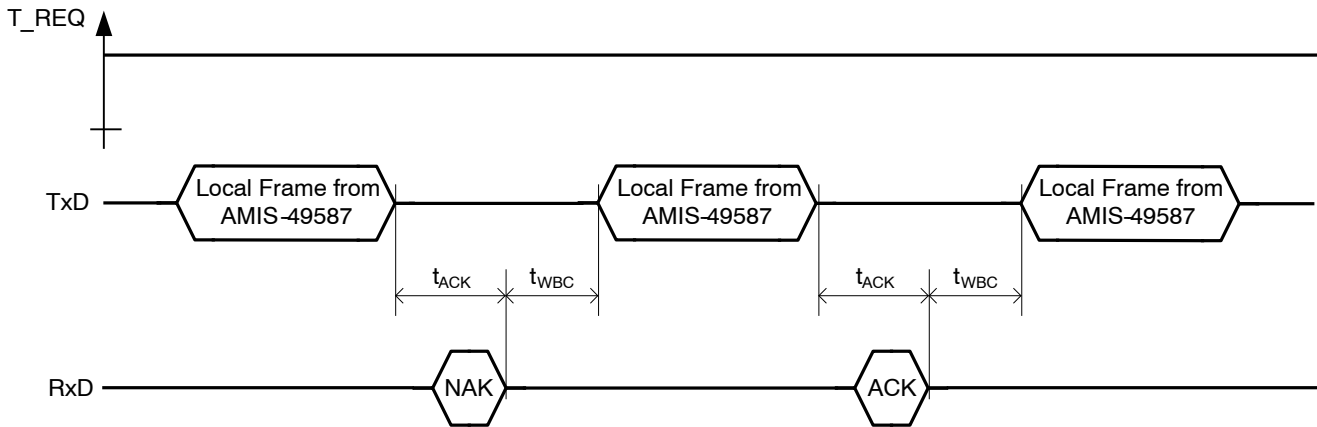 T_REQ
TxD
Local Frame from
AMIS-49587
Local Frame from
AMIS-49587
Local Frame from
AMIS-49587
tACK
tWBC
tACK
tWBC
RxD
NAK
ACK